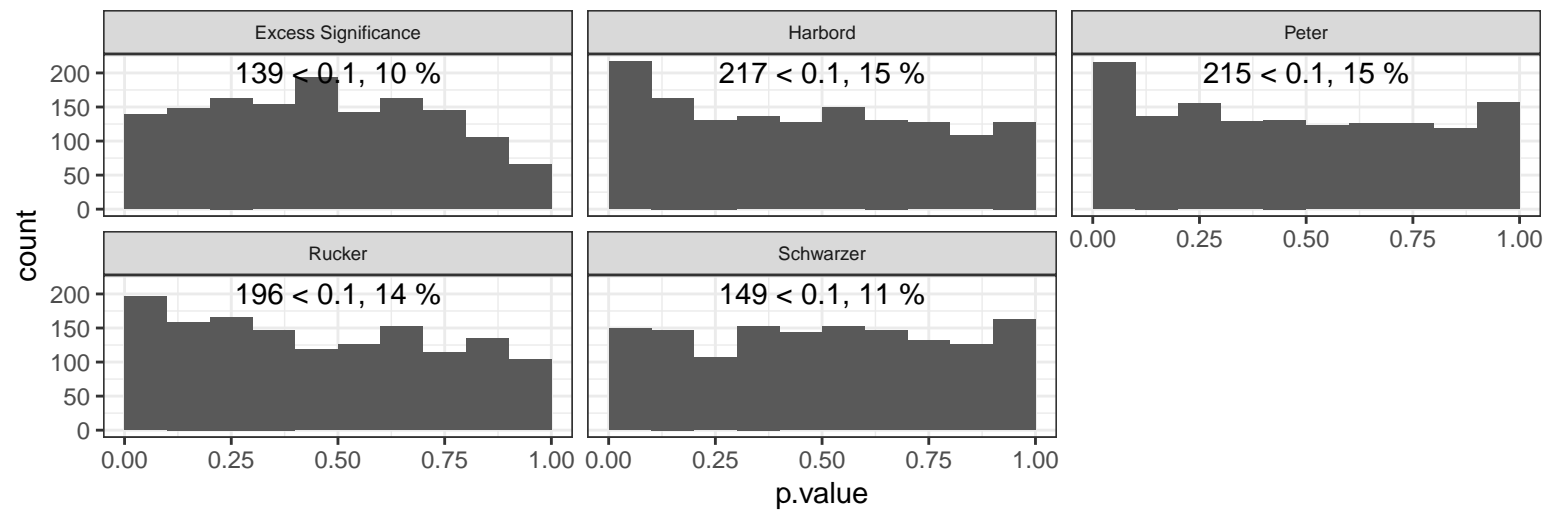 Excess Significance
Harbord
Peter
139 < 0.1, 10 %
217 < 0.1, 15 %
215 < 0.1, 15 %
200
150
100
50
0
0.00 0.25 0.50 0.75 1.00
Rucker
Schwarzer
196 < 0.1, 14 %
149 < 0.1, 11 %
200
150
100
50
0
0.00 0.25 0.50 0.75 1.00
0.00 0.25 0.50 0.75 1.00
count
p.value